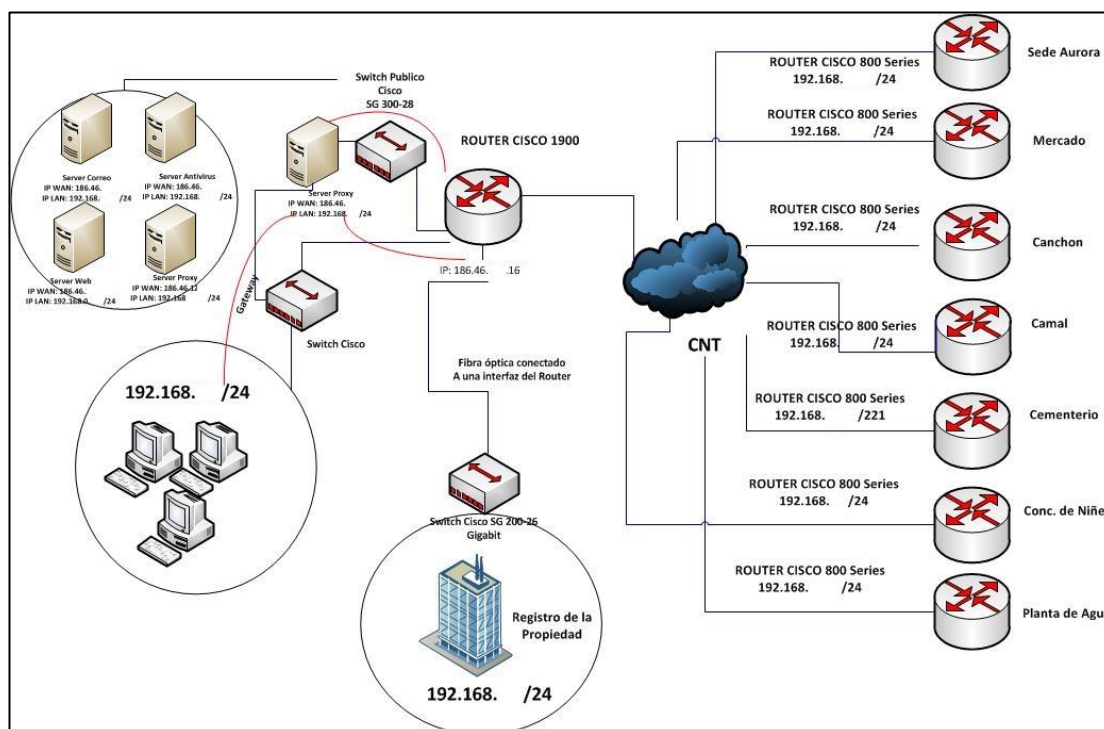 Switch Publico
Cisco
SG 300-28
Server Correo
IP WAN: 186.46.
IP LAN: 192.168. /24
Server Antivirus
IP WAN: 186.46.
IP LAN: 192.168. /24
Server Web
IP WAN: 186.46.
IP LAN: 192.168.0. /24
Server Proxy
IP WAN: 186.46.12
IP LAN: 192.168 /24
Server Proxy
IP WAN: 186.46.
IP LAN: 192.168. /24
ROUTER CISCO 1900
IP: 186.46. .16
Gateway
Switch Cisco
192.168. /24
Fibra óptica conectado
A una interfaz del Router
Switch Cisco SG 200-26
Gigabit
Registro de la
Propiedad
192.168. /24
CNT
ROUTER CISCO 800 Series
192.168. /24
Sede Aurora
ROUTER CISCO 800 Series
192.168. /24
Mercado
ROUTER CISCO 800 Series
192.168. /24
Canchon
ROUTER CISCO 800 Series
192.168. /24
Camal
ROUTER CISCO 800 Series
192.168. /221
Cementerio
ROUTER CISCO 800 Series
192.168. /24
Conc. de Niñe
ROUTER CISCO 800 Series
192.168. /24
Planta de Agu